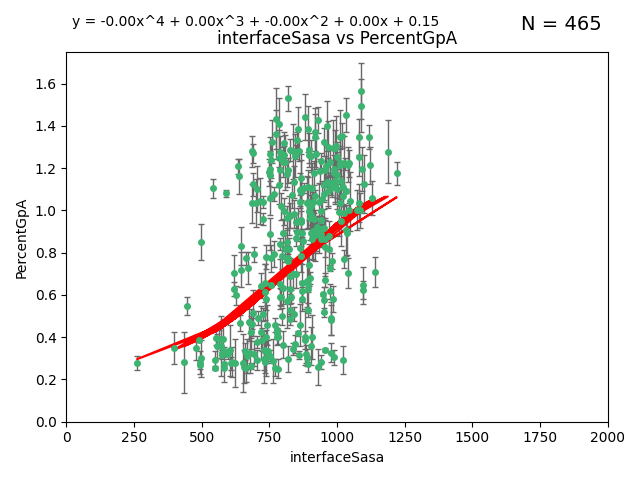 y = -0.00x^4 + 0.00x^3 + -0.00x^2 + 0.00x + 0.15
N = 465
interfaceSasa vs PercentGpA
PercentGpA
1.6
1.4
1.2
1.0
0.8
0.6
0.4
0.2
0.0
0 250 500 750 1000 1250 1500 1750 2000
interfaceSasa